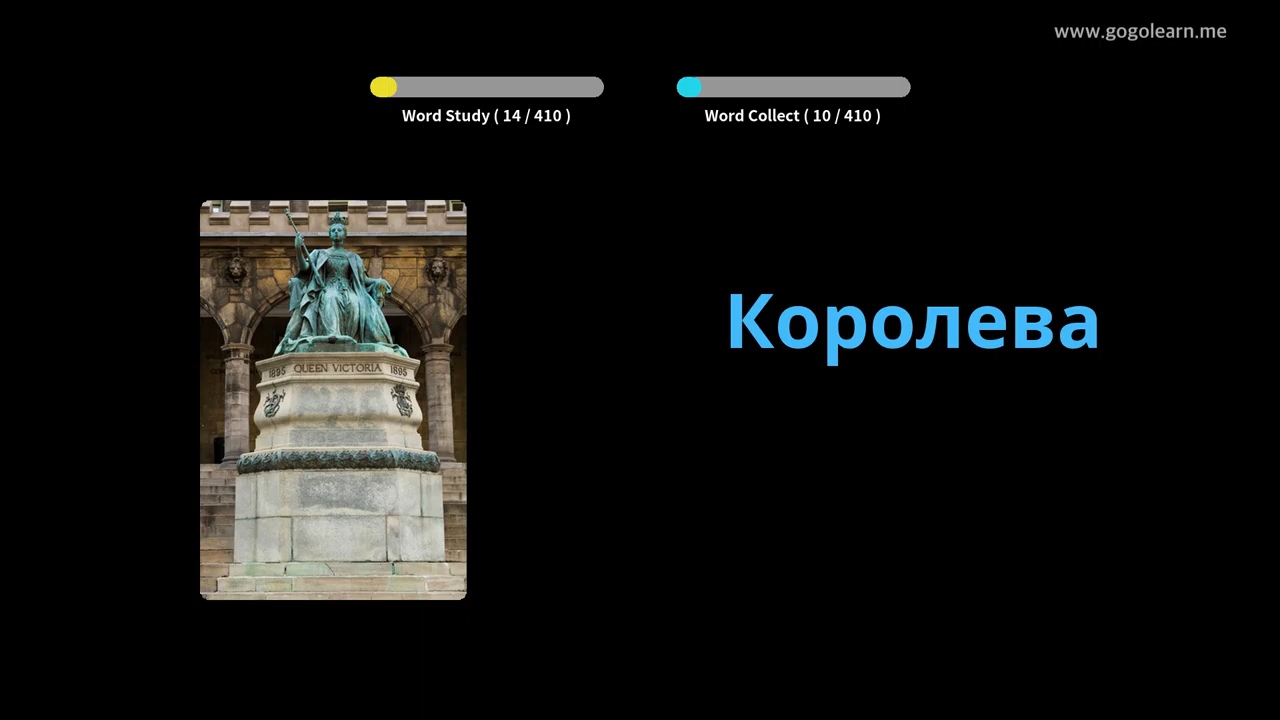 www.gogolearn.me
Word Study ( 14 / 410 )
Word Collect ( 10 / 410 )
Королева
1895 QUEEN VICTORIA 1895